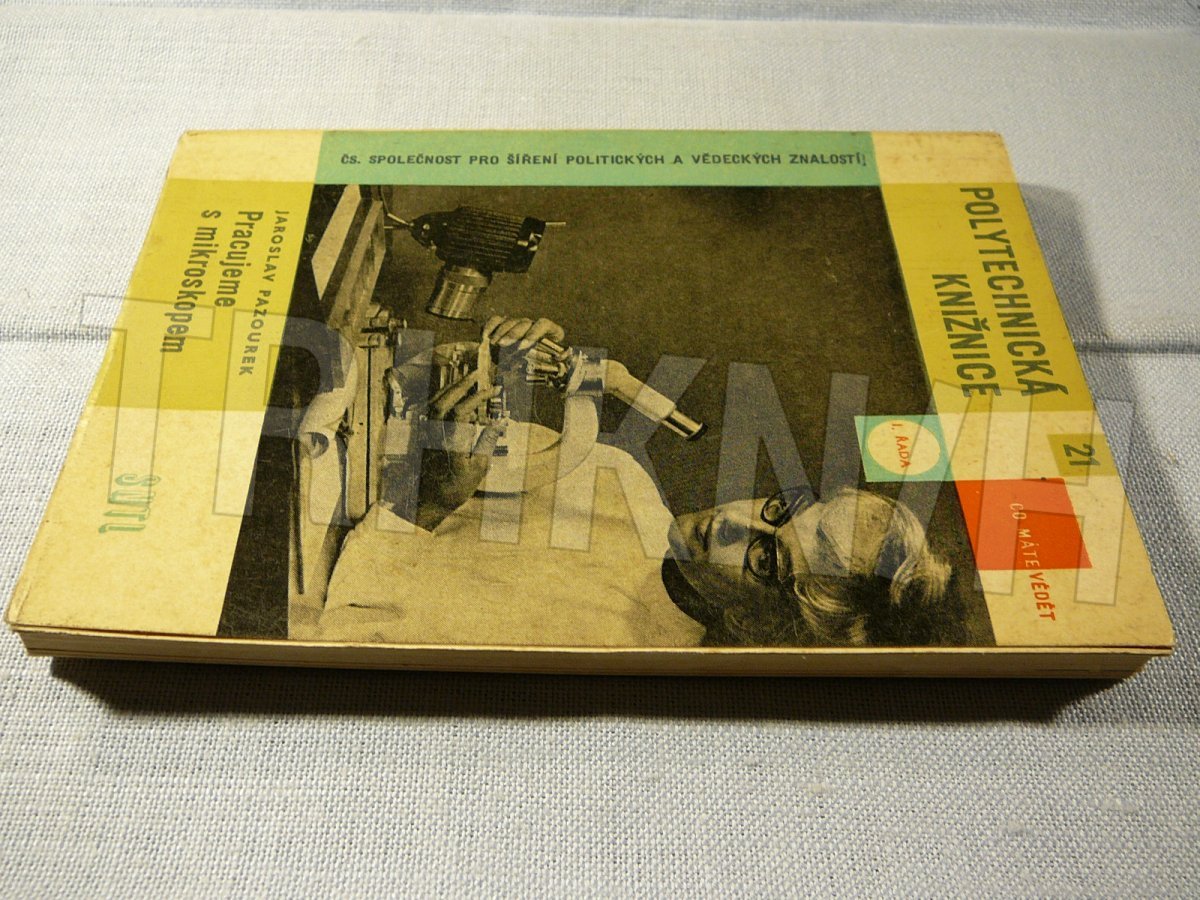 ČS. SPOLEČNOST PRO ŠÍŘENÍ POLITICKÝCH A VĚDECKÝCH ZNALOSTÍ
POLYTECHNICKÁ
KNIŽNICE
21
I. ŘADA
CO MÁTE VĚDĚT
JAROSLAV PAZOUREK
Pracujeme
s mikroskopem
SNTL
TRHKNIH